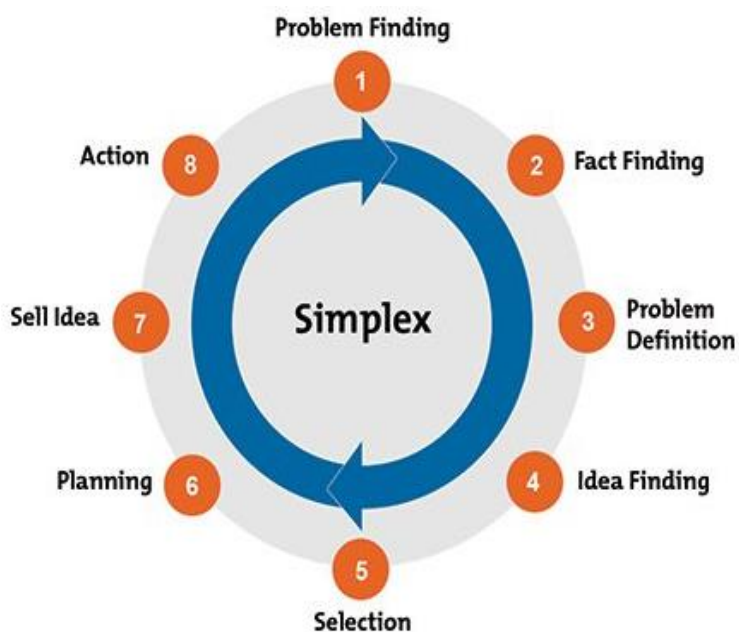 Problem Finding
1
2
Fact Finding
3
Problem
Definition
4
Idea Finding
5
Selection
6
Planning
7
Sell Idea
8
Action
Simplex